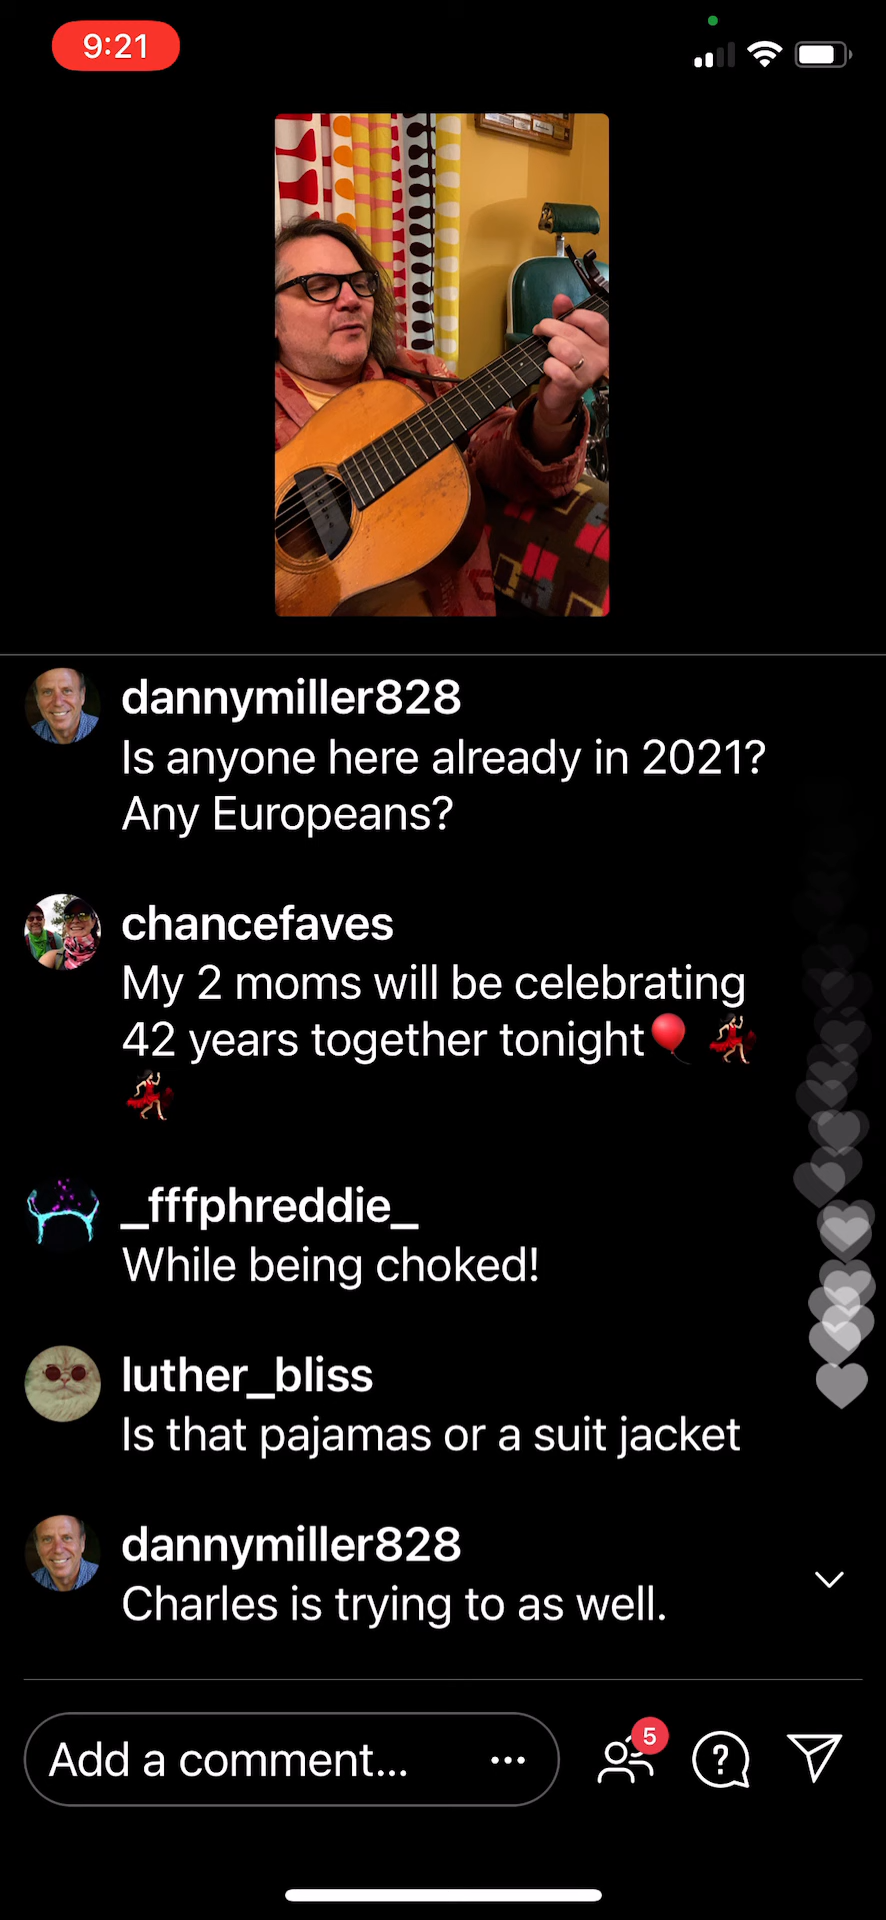 9:21
dannymiller828
Is anyone here already in 2021?
Any Europeans?
chancefaves
My 2 moms will be celebrating
42 years together tonight🎈 💃🏻
💃🏻
_fffphreddie_
While being choked!
luther_bliss
Is that pajamas or a suit jacket
dannymiller828
Charles is trying to as well.
Add a comment...
5